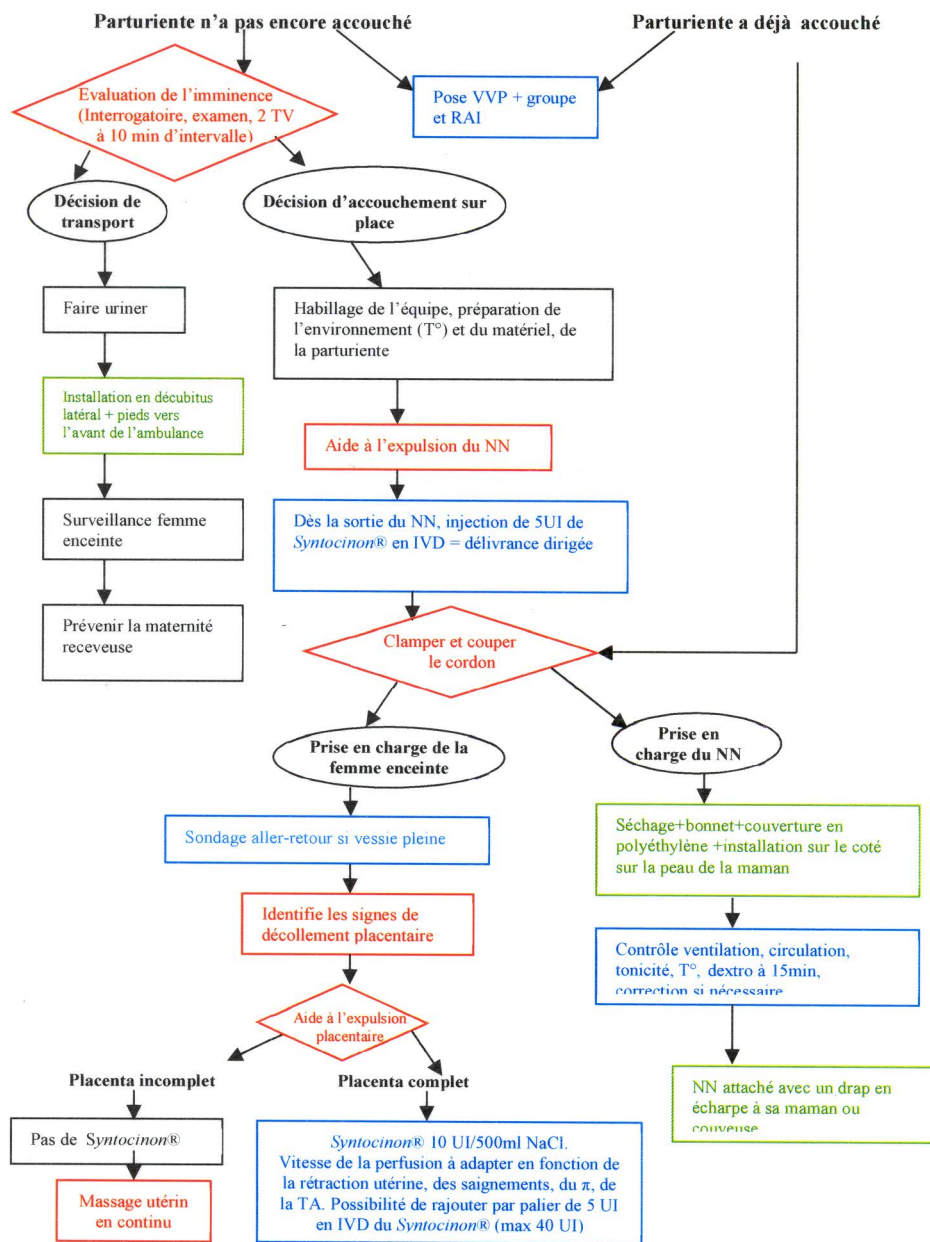 Parturiente n'a pas encore accouché
Parturiente a déjà accouché
Evaluation de l'imminence
(Interrogatoire, examen, 2 TV
à 10 min d'intervalle)
Pose VVP + groupe
et RAI
Décision de
transport
Décision d'accouchement sur
place
Faire uriner
Habillage de l'équipe, préparation de
l'environnement (T°) et du matériel, de
la parturiente
Installation en décubitus
latéral + pieds vers
l'avant de l'ambulance
Aide à l'expulsion du NN
Surveillance femme
enceinte
Dès la sortie du NN, injection de 5UI de
Syntocinon® en IVD = délivrance dirigée
Prévenir la maternité
receveuse
Clamper et couper
le cordon
Prise en charge de la
femme enceinte
Prise en
charge du NN
Sondage aller-retour si vessie pleine
Séchage+bonnet+couverture en
polyéthylène +installation sur le coté
sur la peau de la maman
Identifie les signes de
décollement placentaire
Contrôle ventilation, circulation,
tonicité, T°, dextro à 15min,
correction si nécessaire
Aide à l'expulsion
placentaire
Placenta incomplet
Placenta complet
NN attaché avec un drap en
écharpe à sa maman ou
couveuse
Pas de Syntocinon®
Syntocinon® 10 UI/500ml NaCl.
Vitesse de la perfusion à adapter en fonction de
la rétraction utérine, des saignements, du π, de
la TA. Possibilité de rajouter par palier de 5 UI
en IVD du Syntocinon® (max 40 UI)
Massage utérin
en continu